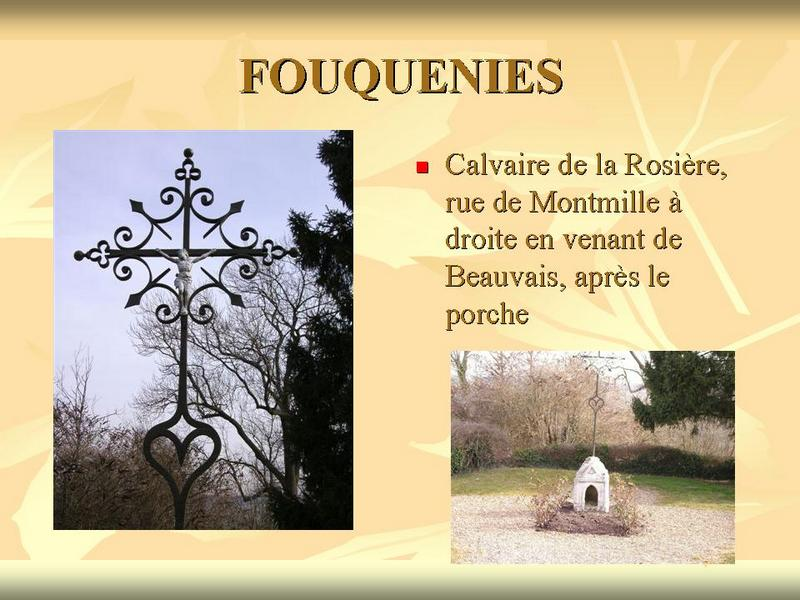 FOUQUENIES
Calvaire de la Rosière,
rue de Montmille à
droite en venant de
Beauvais, après le
porche